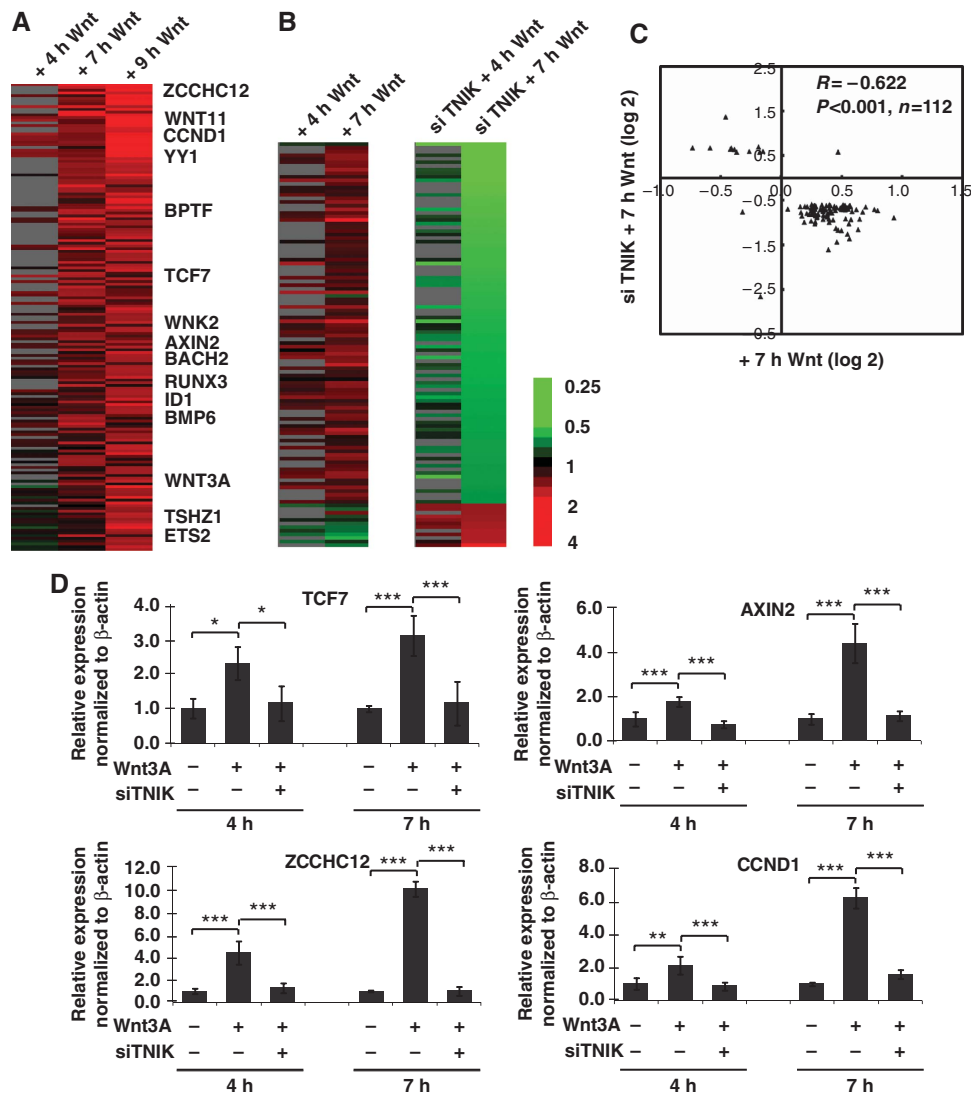 A
+ 4 h Wnt
+ 7 h Wnt
+ 9 h Wnt
ZCCHC12
WNT11
CCND1
YY1
BPTF
TCF7
WNK2
AXIN2
BACH2
RUNX3
ID1
BMP6
WNT3A
TSHZ1
ETS2
B
+ 4 h Wnt
+ 7 h Wnt
si TNIK + 4 h Wnt
si TNIK + 7 h Wnt
0.25
0.5
1
2
4
C
R=−0.622
P<0.001, n=112
si TNIK + 7 h Wnt (log 2)
2.5
1.5
0.5
−0.5
−1.5
−2.5
0.5
−1.0
−0.5
0.0
0.5
1.0
1.5
+ 7 h Wnt (log 2)
D
TCF7
Relative expression
normalized to β-actin
4.0
3.0
2.0
1.0
0.0
* * *** ***
Wnt3A − + + − + +
siTNIK − − + − − +
4 h 7 h
AXIN2
Relative expression
normalized to β-actin
6.0
4.0
2.0
0.0
*** *** *** ***
Wnt3A − + + − + +
siTNIK − − + − − +
4 h 7 h
ZCCHC12
Relative expression
normalized to β-actin
12.0
10.0
8.0
6.0
4.0
2.0
0.0
*** *** *** ***
Wnt3A − + + − + +
siTNIK − − + − − +
4 h 7 h
CCND1
Relative expression
normalized to β-actin
8.0
6.0
4.0
2.0
0.0
** *** *** ***
Wnt3A − + + − + +
siTNIK − − + − − +
4 h 7 h